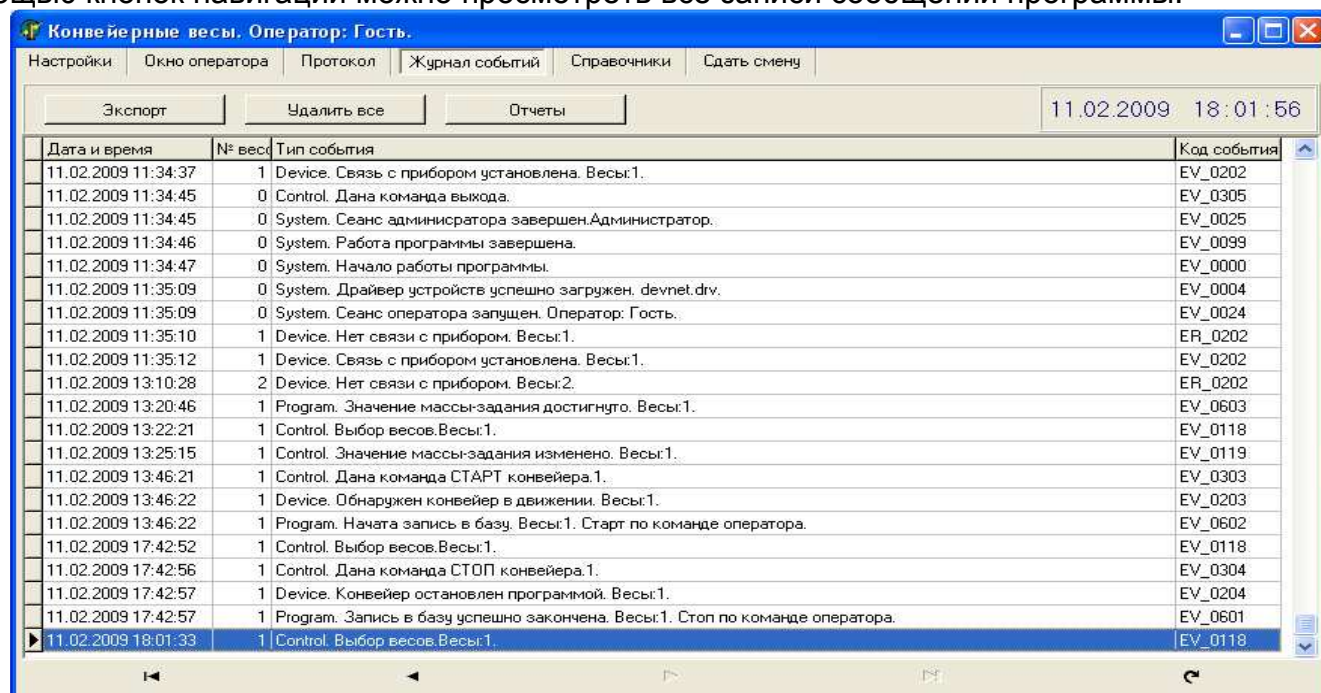 кнопок навигации можно просмотреть все записи сообщений программы.
Конвейерные весы. Оператор: Гость.
Настройки Окно оператора Протокол Журнал событий Справочники Сдать смену
Экспорт Удалить все Отчеты 11.02.2009 18:01:56
Дата и время № весо Тип события Код события
11.02.2009 11:34:37 1 Device. Связь с прибором установлена. Весы:1. EV_0202
11.02.2009 11:34:45 0 Control. Дана команда выхода. EV_0305
11.02.2009 11:34:45 0 System. Сеанс админисратора завершен.Администратор. EV_0025
11.02.2009 11:34:46 0 System. Работа программы завершена. EV_0099
11.02.2009 11:34:47 0 System. Начало работы программы. EV_0000
11.02.2009 11:35:09 0 System. Драйвер устройств успешно загружен. devnet.drv. EV_0004
11.02.2009 11:35:09 0 System. Сеанс оператора запущен. Оператор: Гость. EV_0024
11.02.2009 11:35:10 1 Device. Нет связи с прибором. Весы:1. ER_0202
11.02.2009 11:35:12 1 Device. Связь с прибором установлена. Весы:1. EV_0202
11.02.2009 13:10:28 2 Device. Нет связи с прибором. Весы:2. ER_0202
11.02.2009 13:20:46 1 Program. Значение массы-задания достигнуто. Весы:1. EV_0603
11.02.2009 13:22:21 1 Control. Выбор весов.Весы:1. EV_0118
11.02.2009 13:25:15 1 Control. Значение массы-задания изменено. Весы:1. EV_0119
11.02.2009 13:46:21 1 Control. Дана команда СТАРТ конвейера.1. EV_0303
11.02.2009 13:46:22 1 Device. Обнаружен конвейер в движении. Весы:1. EV_0203
11.02.2009 13:46:22 1 Program. Начата запись в базу. Весы:1. Старт по команде оператора. EV_0602
11.02.2009 17:42:52 1 Control. Выбор весов.Весы:1. EV_0118
11.02.2009 17:42:56 1 Control. Дана команда СТОП конвейера.1. EV_0304
11.02.2009 17:42:57 1 Device. Конвейер остановлен программой. Весы:1. EV_0204
11.02.2009 17:42:57 1 Program. Запись в базу успешно закончена. Весы:1. Стоп по команде оператора. EV_0601
11.02.2009 18:01:33 1 Control. Выбор весов.Весы:1. EV_0118